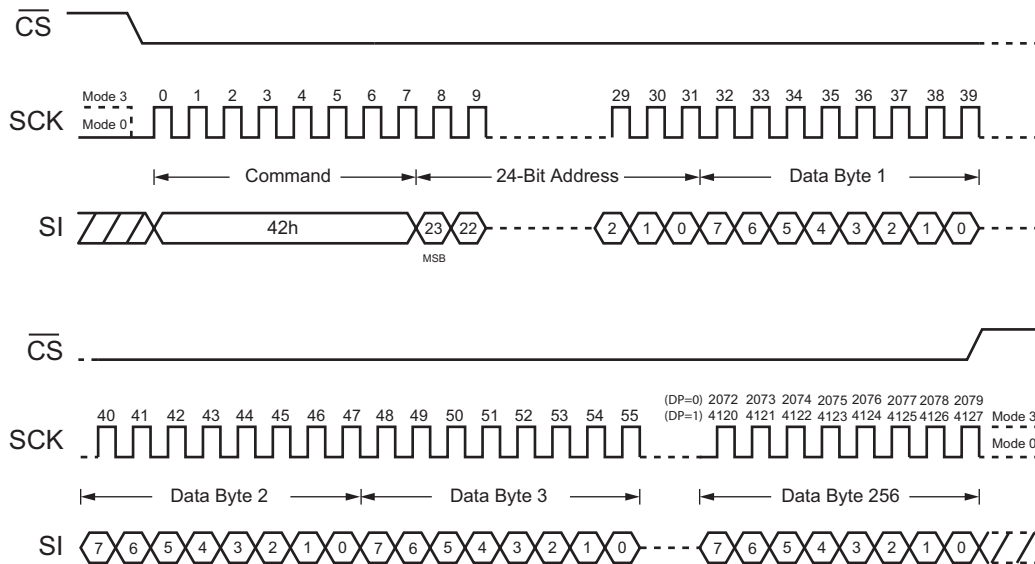 CS
Mode 3 0 1 2 3 4 5 6 7 8 9 29 30 31 32 33 34 35 36 37 38 39
SCK
Mode 0
Command 24-Bit Address Data Byte 1
SI 42h 23 22 2 1 0 7 6 5 4 3 2 1 0
MSB
CS
(DP=0) 2072 2073 2074 2075 2076 2077 2078 2079
40 41 42 43 44 45 46 47 48 49 50 51 52 53 54 55 (DP=1) 4120 4121 4122 4123 4124 4125 4126 4127 Mode 3
SCK Mode 0
Data Byte 2 Data Byte 3 Data Byte 256
SI 7 6 5 4 3 2 1 0 7 6 5 4 3 2 1 0 7 6 5 4 3 2 1 0